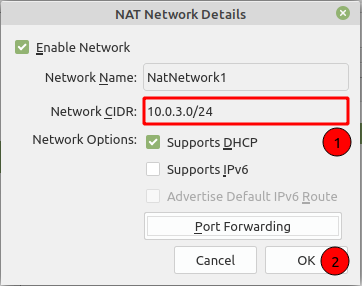 NAT Network Details
Enable Network
Network Name: NatNetwork1
Network CIDR: 10.0.3.0/24
Network Options: Supports DHCP 1
Supports IPv6
Advertise Default IPv6 Route
Port Forwarding
Cancel OK 2